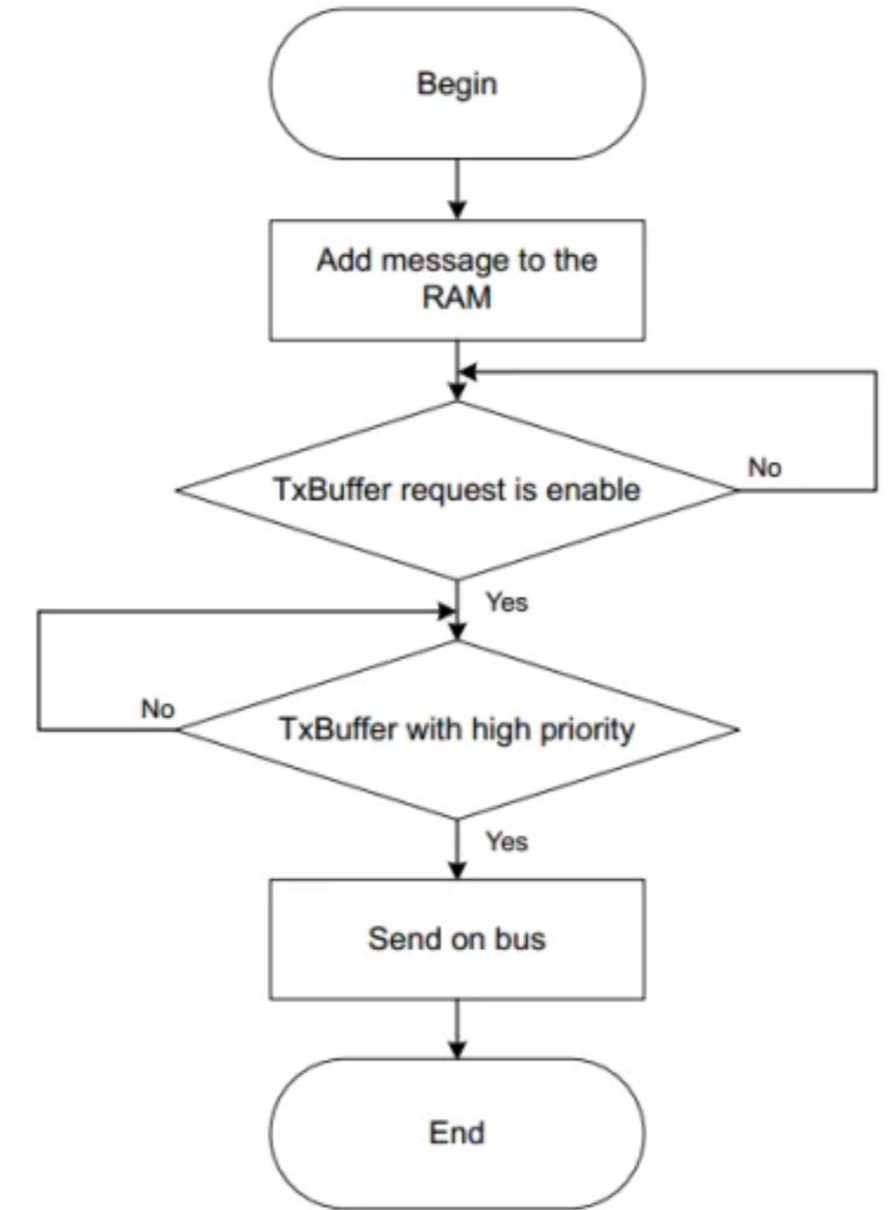 Begin
Add message to the
RAM
TxBuffer request is enable
No
Yes
No
TxBuffer with high priority
Yes
Send on bus
End